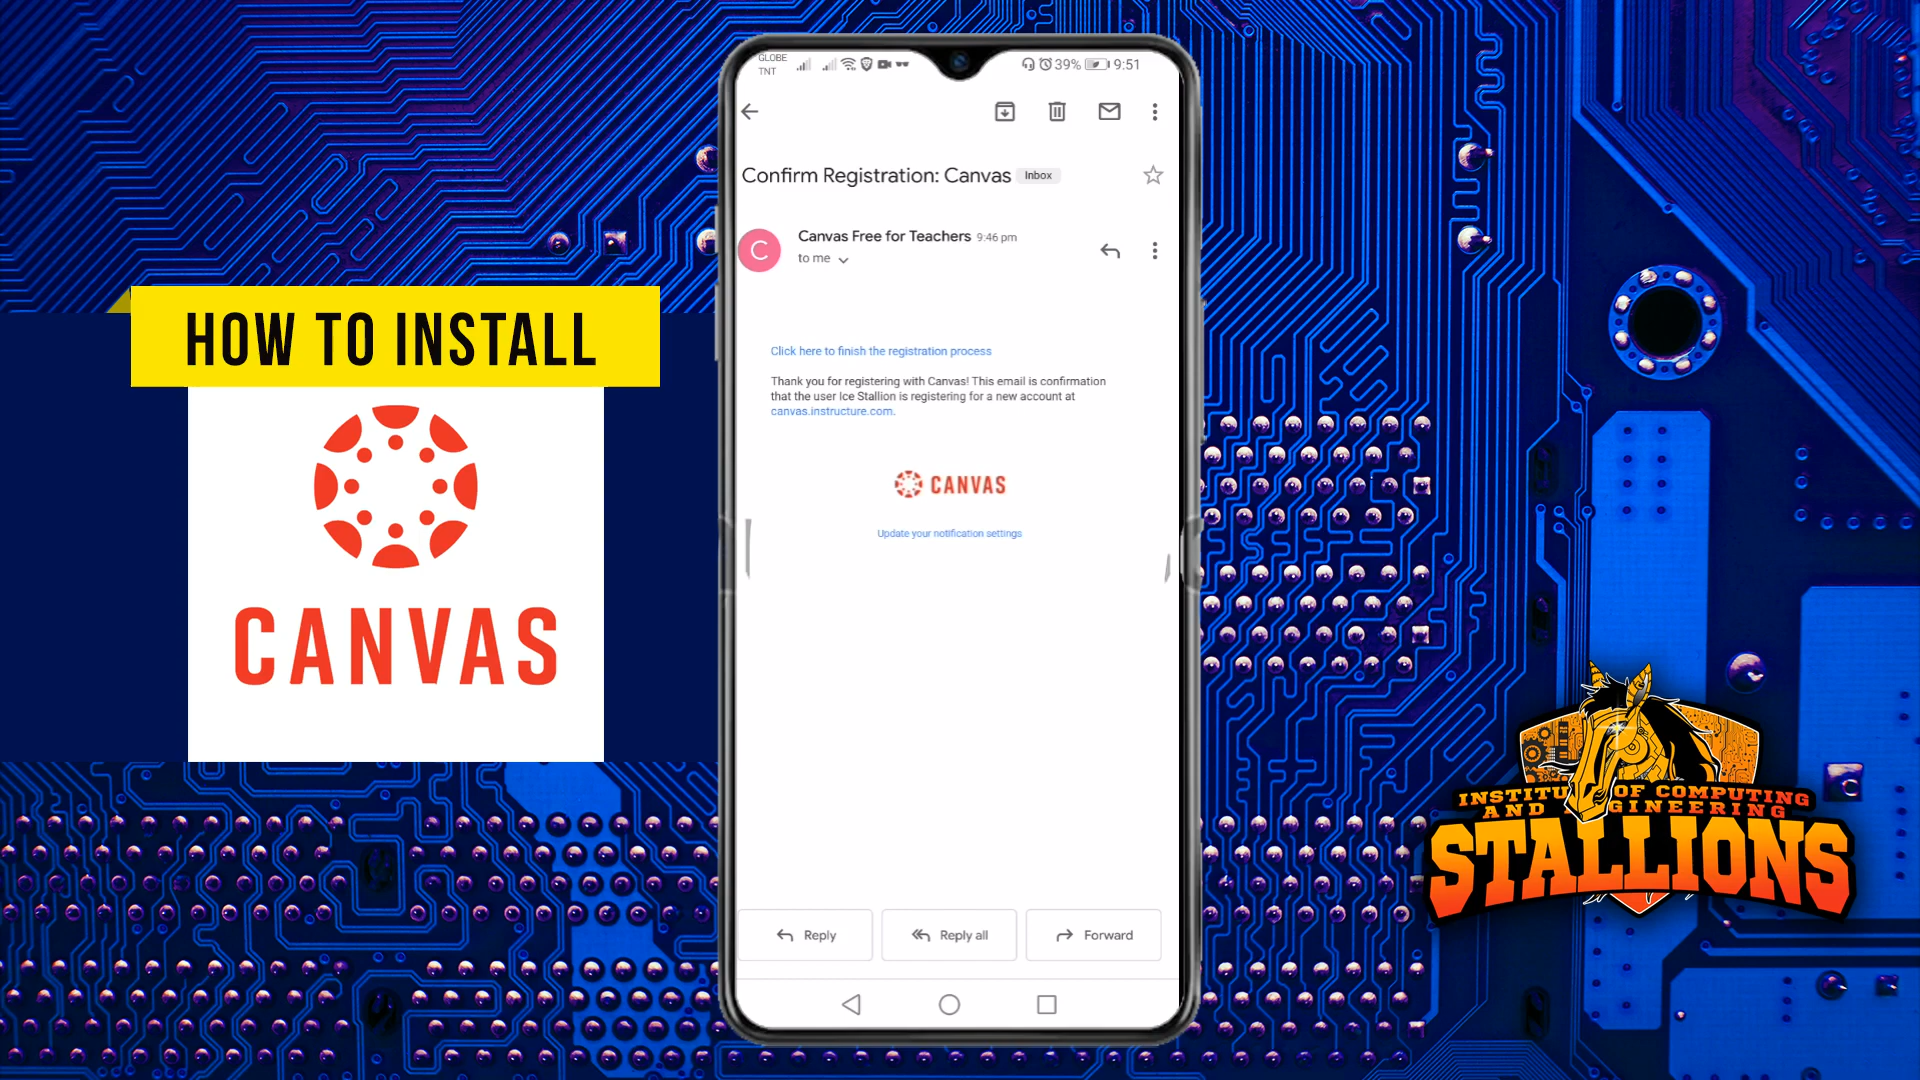 HOW TO INSTALL
CANVAS
GLOBE
TNT
39%
9:51
Confirm Registration: Canvas
Inbox
C
Canvas Free for Teachers 9:46 pm
to me
Click here to finish the registration process
Thank you for registering with Canvas! This email is confirmation
that the user Ice Stallion is registering for a new account at
canvas.instructure.com.
CANVAS
Update your notification settings
Reply
Reply all
Forward
OF COMPUTING
AND
STALLIONS